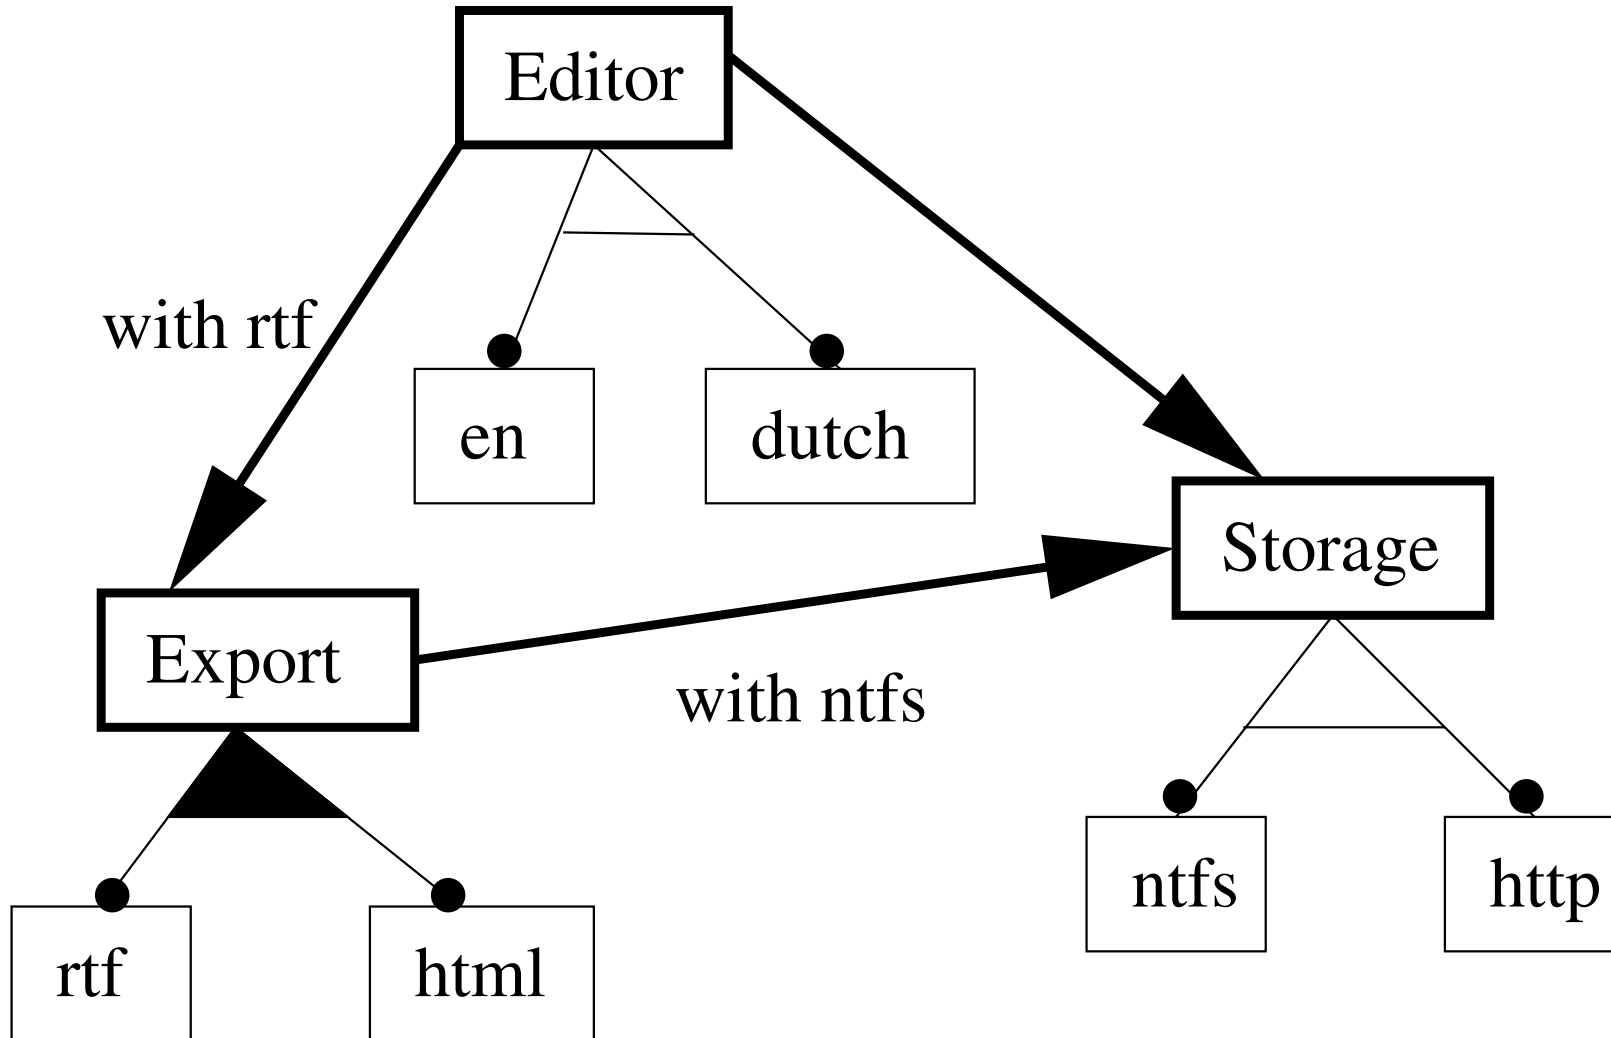 Editor
with rtf
en
dutch
Storage
Export
with ntfs
ntfs
http
rtf
html